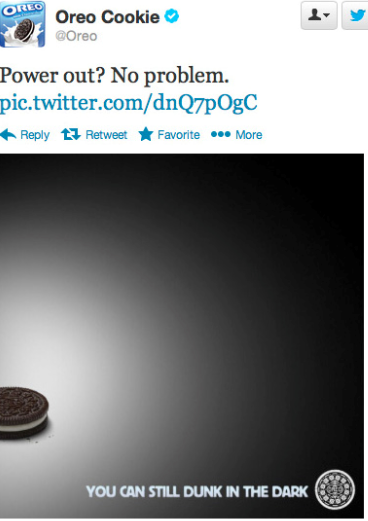 OREO
Oreo Cookie
@Oreo
Power out? No problem.
pic.twitter.com/dnQ7pOgC
Reply Retweet Favorite More
YOU CAN STILL DUNK IN THE DARK